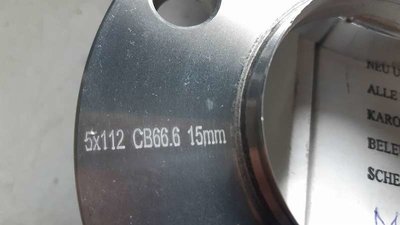 5x112 CB66.6 15mm
NEU U
ALLE
KARO
BELE
SCHE